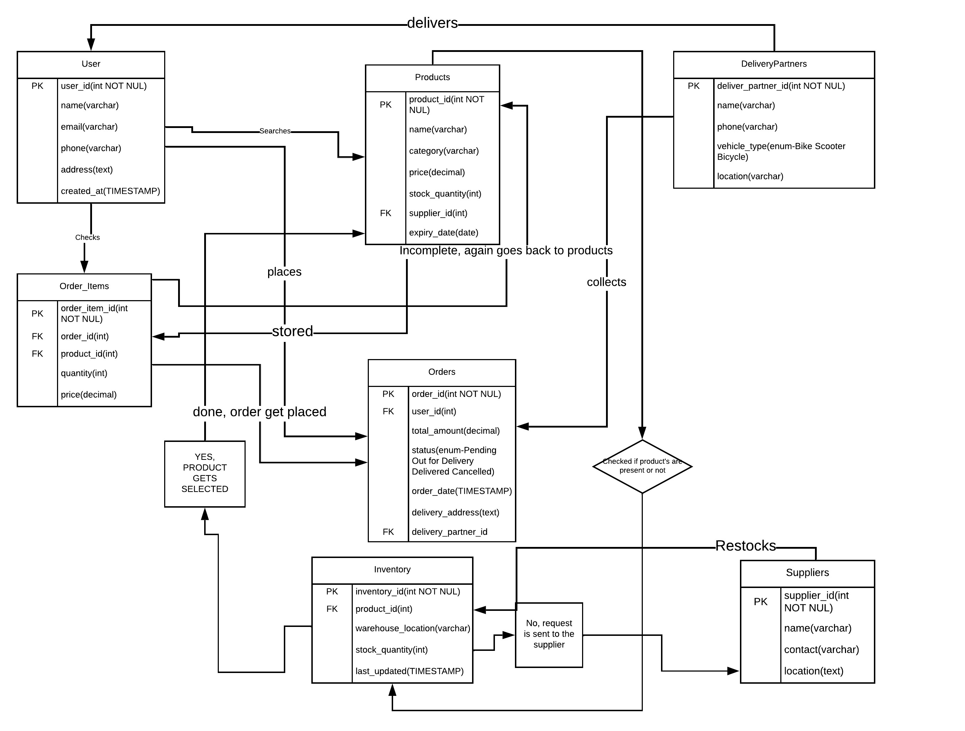 delivers
User
PK user_id(int NOT NUL)
name(varchar)
email(varchar)
phone(varchar)
address(text)
created_at(TIMESTAMP)
Products
PK product_id(int NOT
NUL)
name(varchar)
category(varchar)
price(decimal)
stock_quantity(int)
FK supplier_id(int)
expiry_date(date)
DeliveryPartners
PK deliver_partner_id(int NOT NUL)
name(varchar)
phone(varchar)
vehicle_type(enum-Bike Scooter
Bicycle)
location(varchar)
Searches
Checks
Incomplete, again goes back to products
places
collects
Order_Items
PK order_item_id(int
NOT NUL)
FK order_id(int)
FK product_id(int)
quantity(int)
price(decimal)
stored
Orders
PK order_id(int NOT NUL)
FK user_id(int)
total_amount(decimal)
status(enum-Pending
Out for Delivery
Delivered Cancelled)
order_date(TIMESTAMP)
delivery_address(text)
FK delivery_partner_id
done, order get placed
YES,
PRODUCT
GETS
SELECTED
Checked if product's are
present or not
Inventory
PK inventory_id(int NOT NUL)
FK product_id(int)
warehouse_location(varchar)
stock_quantity(int)
last_updated(TIMESTAMP)
No, request
is sent to the
supplier
Restocks
Suppliers
PK supplier_id(int
NOT NUL)
name(varchar)
contact(varchar)
location(text)